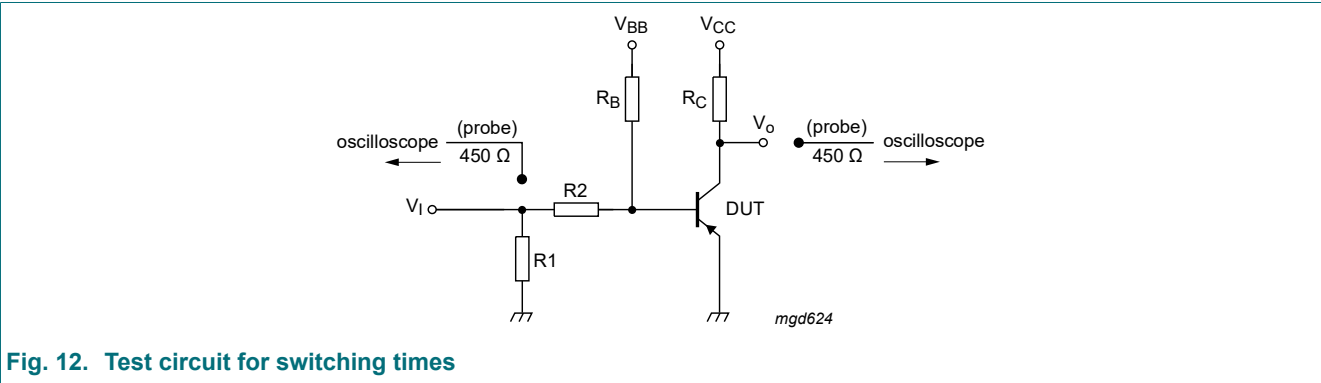 VBB VCC
RB RC
oscilloscope (probe) 450 Ω
Vo (probe) 450 Ω oscilloscope
R2
VI DUT
R1
mgd624
Fig. 12. Test circuit for switching times